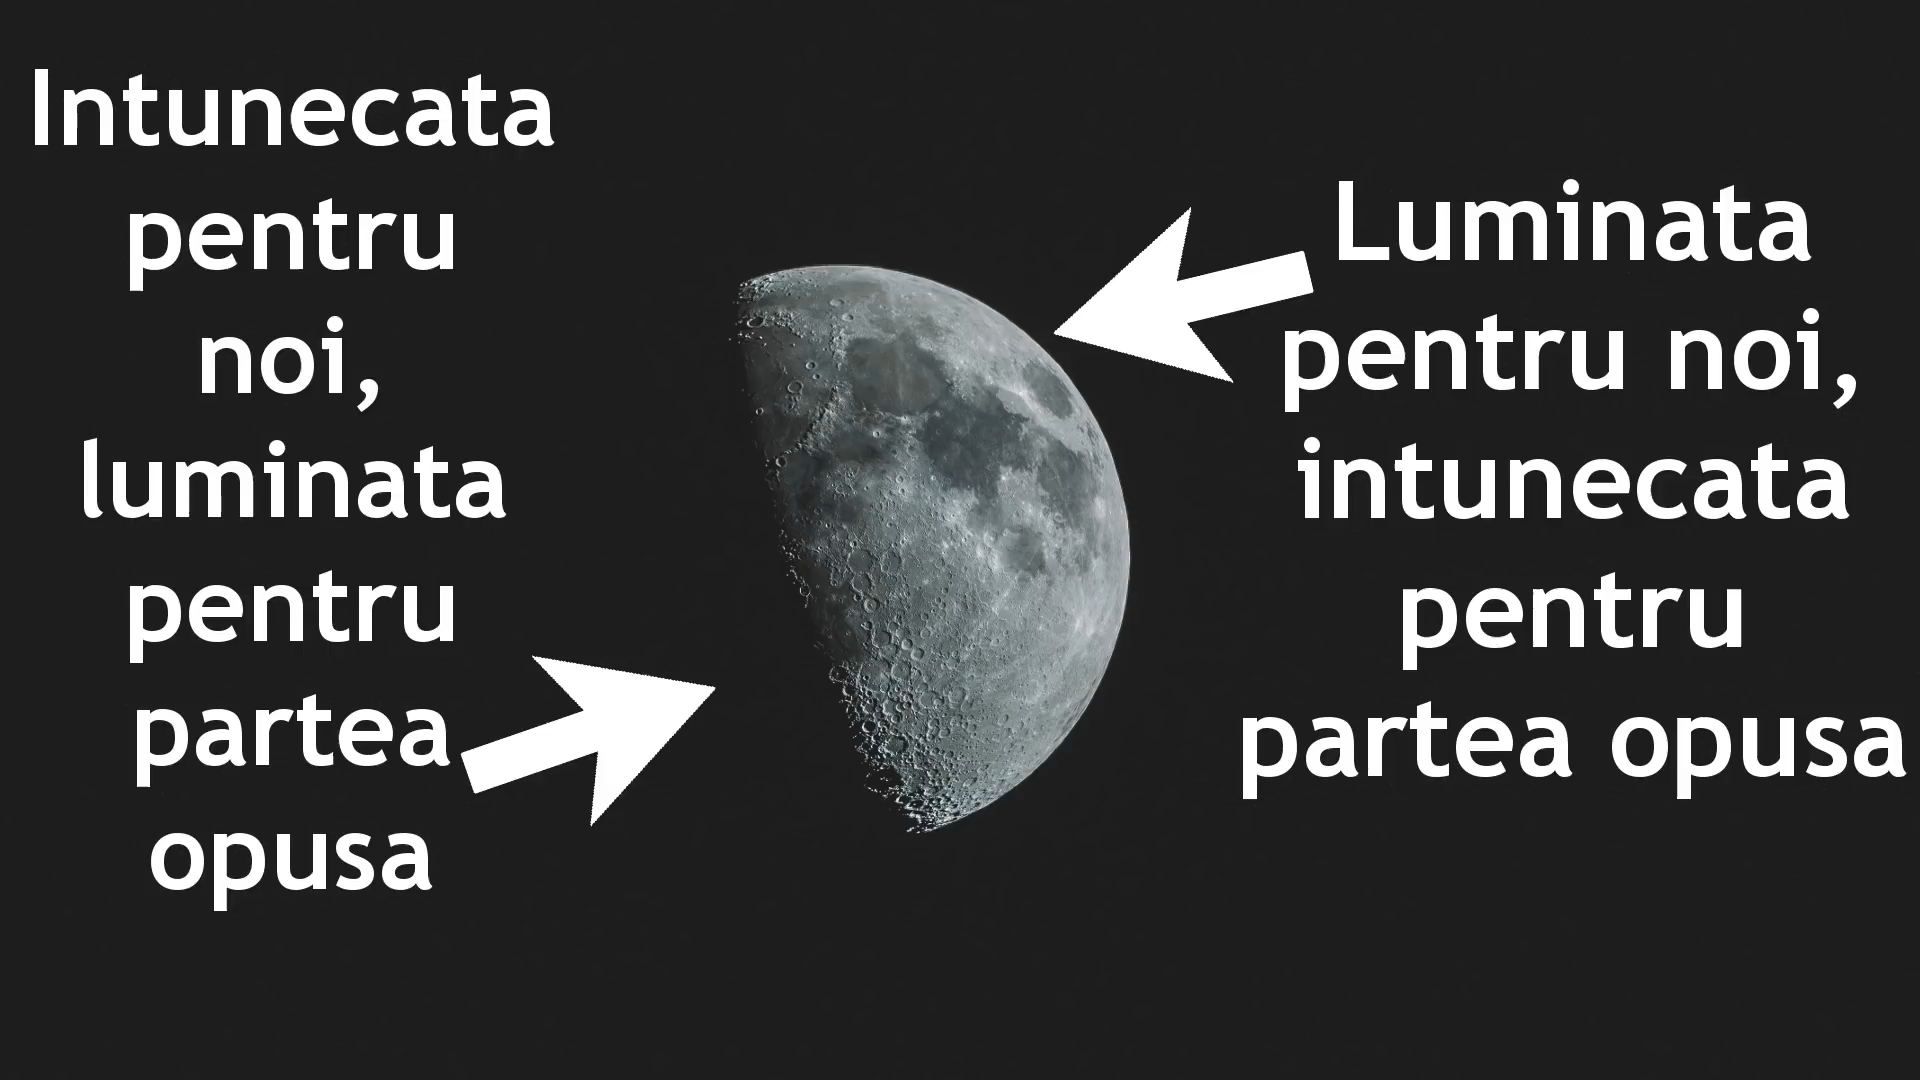 Intunecata
pentru
noi,
luminata
pentru
partea
opusa
Luminata
pentru noi,
intunecata
pentru
partea opusa